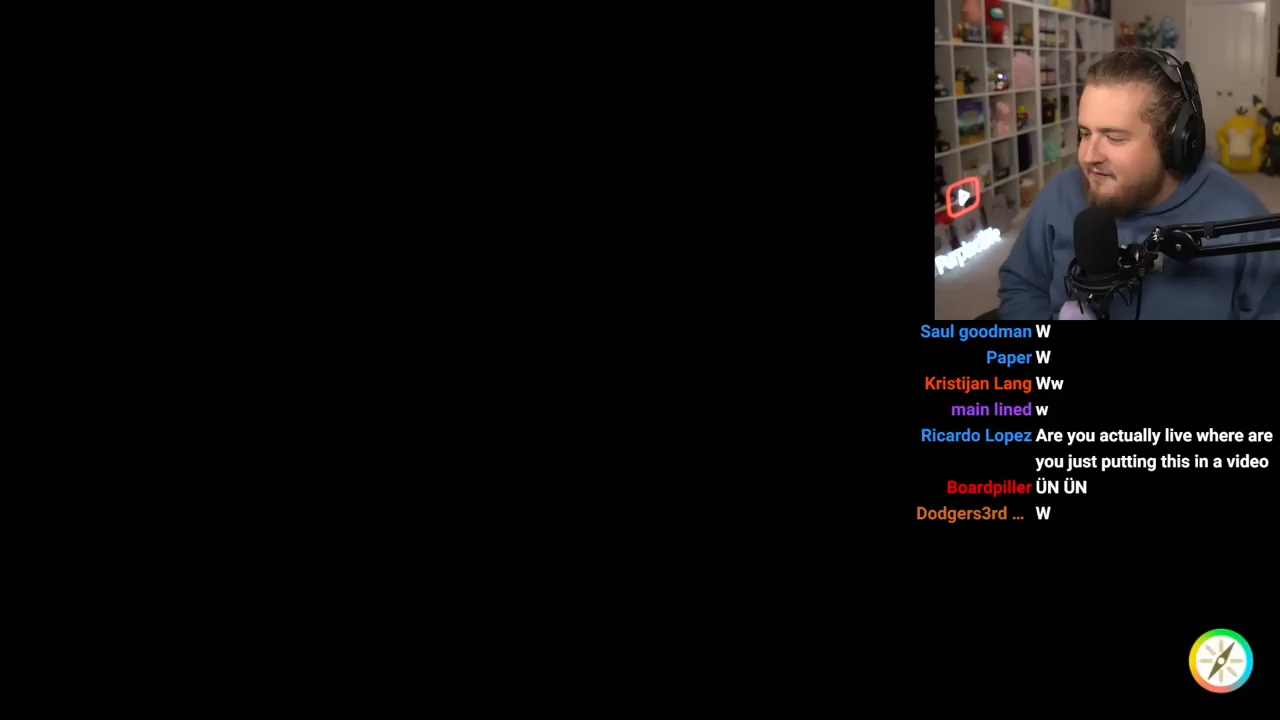 Saul goodman W
Paper W
Kristijan Lang Ww
main lined w
Ricardo Lopez Are you actually live where are
you just putting this in a video
Boardpiller ÜN ÜN
Dodgers3rd … W